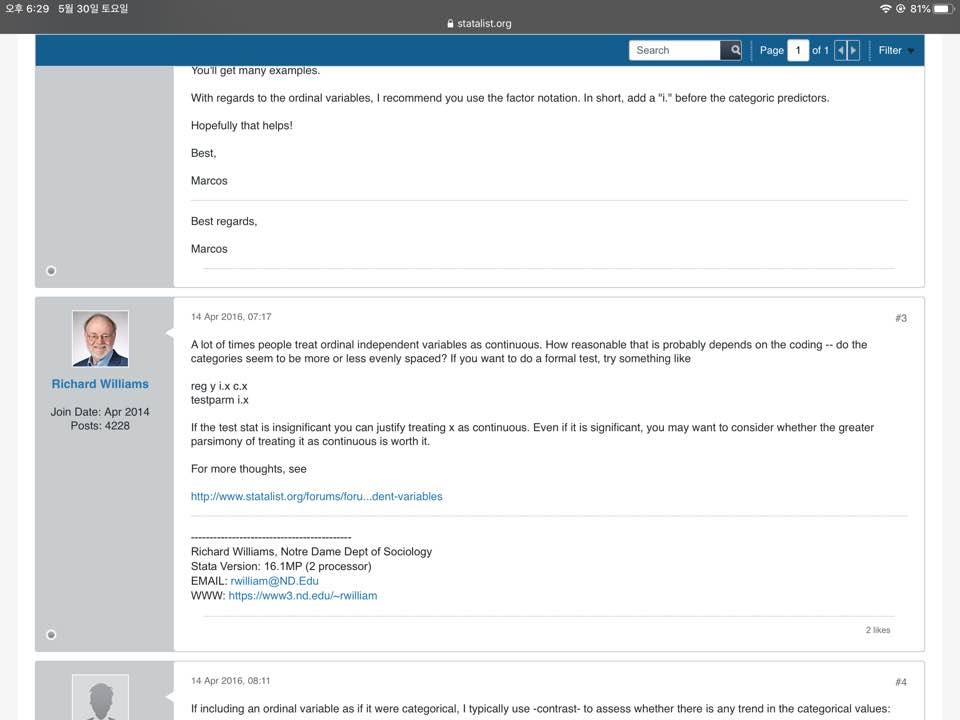 오후 6:29 5월 30일 토요일
81%
statalist.org
Search
Page 1 of 1
Filter
You'll get many examples.
With regards to the ordinal variables, I recommend you use the factor notation. In short, add a "i." before the categoric predictors.
Hopefully that helps!
Best,
Marcos
Best regards,
Marcos
Richard Williams
Join Date: Apr 2014
Posts: 4228
14 Apr 2016, 07:17
#3
A lot of times people treat ordinal independent variables as continuous. How reasonable that is probably depends on the coding -- do the
categories seem to be more or less evenly spaced? If you want to do a formal test, try something like
reg y i.x c.x
testparm i.x
If the test stat is insignificant you can justify treating x as continuous. Even if it is significant, you may want to consider whether the greater
parsimony of treating it as continuous is worth it.
For more thoughts, see
http://www.statalist.org/forums/foru...dent-variables
-------------------------------------------
Richard Williams, Notre Dame Dept of Sociology
Stata Version: 16.1MP (2 processor)
EMAIL: rwilliam@ND.Edu
WWW: https://www3.nd.edu/~rwilliam
2 likes
14 Apr 2016, 08:11
#4
If including an ordinal variable as if it were categorical, I typically use -contrast- to assess whether there is any trend in the categorical values: